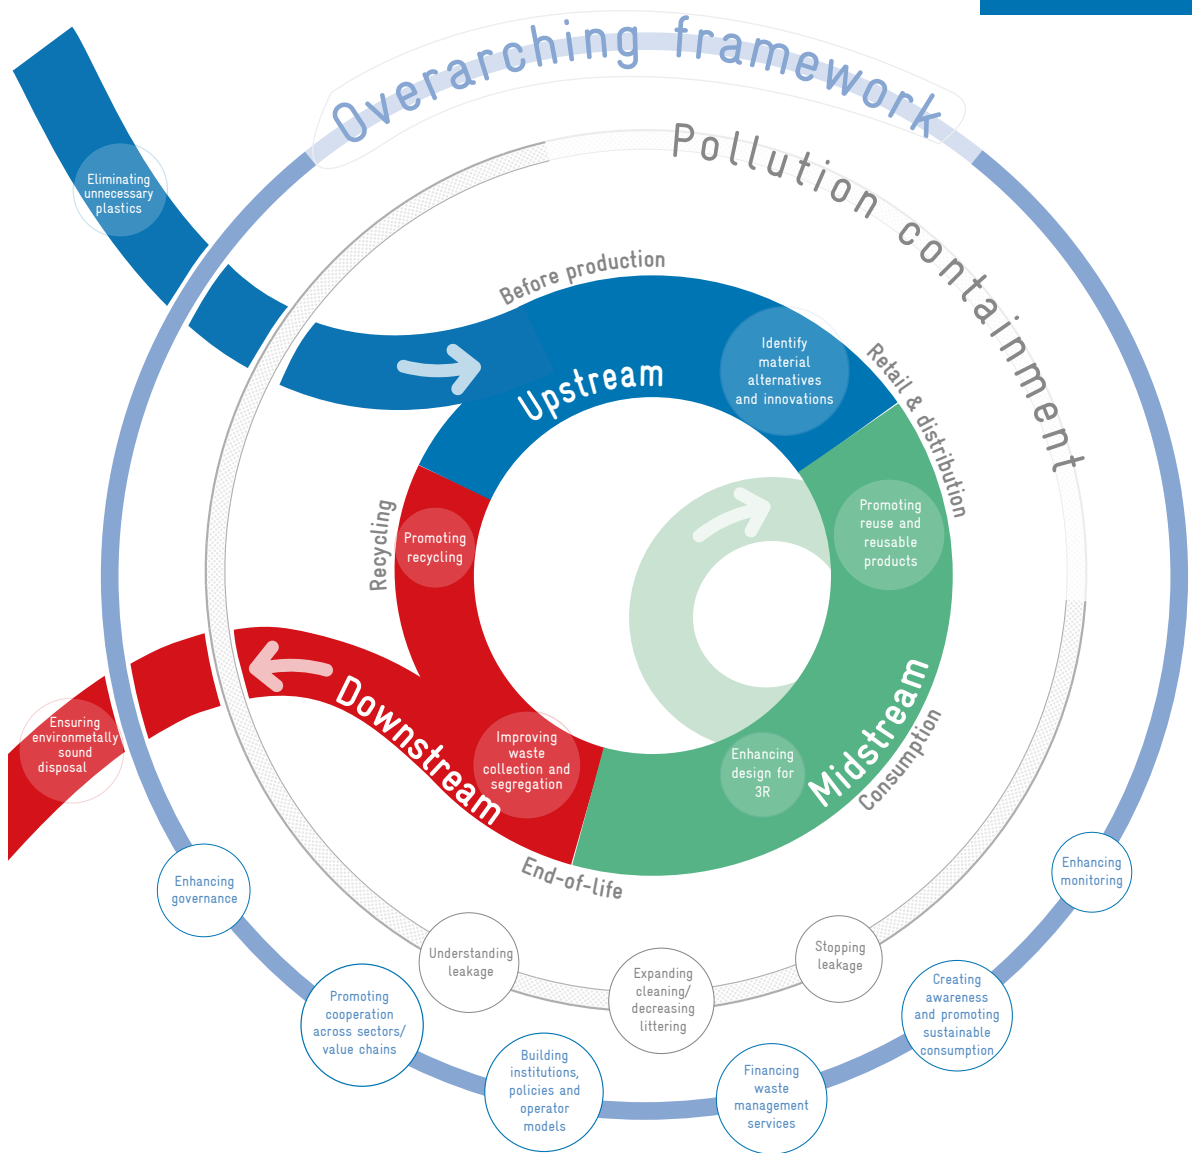 Overarching framework
Pollution containment
Eliminating
unnecessary
plastics
Before production
Upstream
Identify
material
alternatives
and innovations
Retail & distribution
Promoting
reuse and
reusable
products
Recycling
Promoting
recycling
Downstream
Improving
waste
collection and
segregation
Ensuring
environmetally
sound
disposal
Enhancing
design for
3R
Midstream
Consumption
End-of-life
Enhancing
governance
Enhancing
monitoring
Understanding
leakage
Expanding
cleaning/
decreasing
littering
Stopping
leakage
Promoting
cooperation
across sectors/
value chains
Building
institutions,
policies and
operator
models
Financing
waste
management
services
Creating
awareness
and promoting
sustainable
consumption